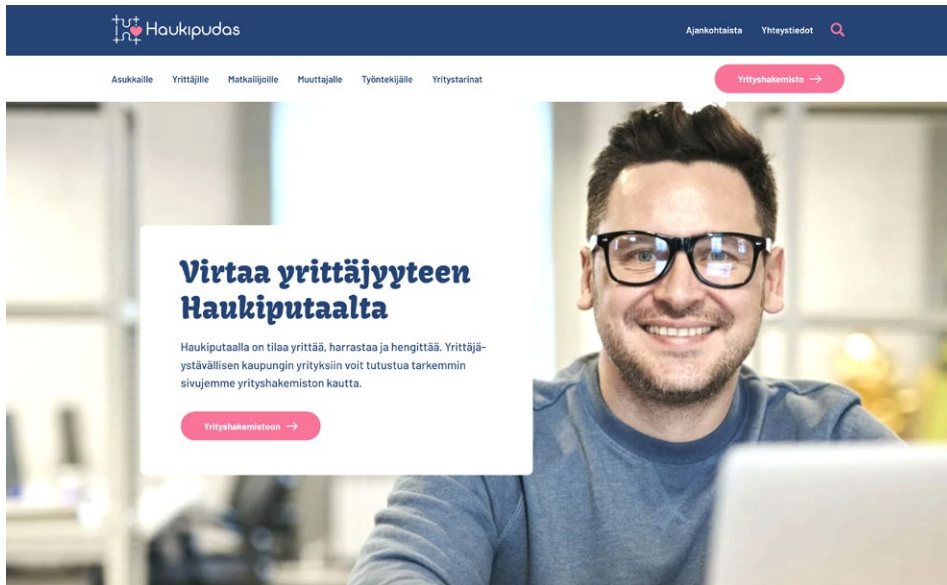 Haukipudas
Ajankohtaista Yhteystiedot
Asukkaille Yrittäjille Matkailijoille Muuttajalle Työntekijälle Yritystarinat
Yrityshakemisto →
Virtaa yrittäjyyteen
Haukiputaalta
Haukiputaalla on tilaa yrittää, harrastaa ja hengittää. Yrittäjä-
ystävällisen kaupungin yrityksiin voit tutustua tarkemmin
sivujemme yrityshakemiston kautta.
Yrityshakemistoon →